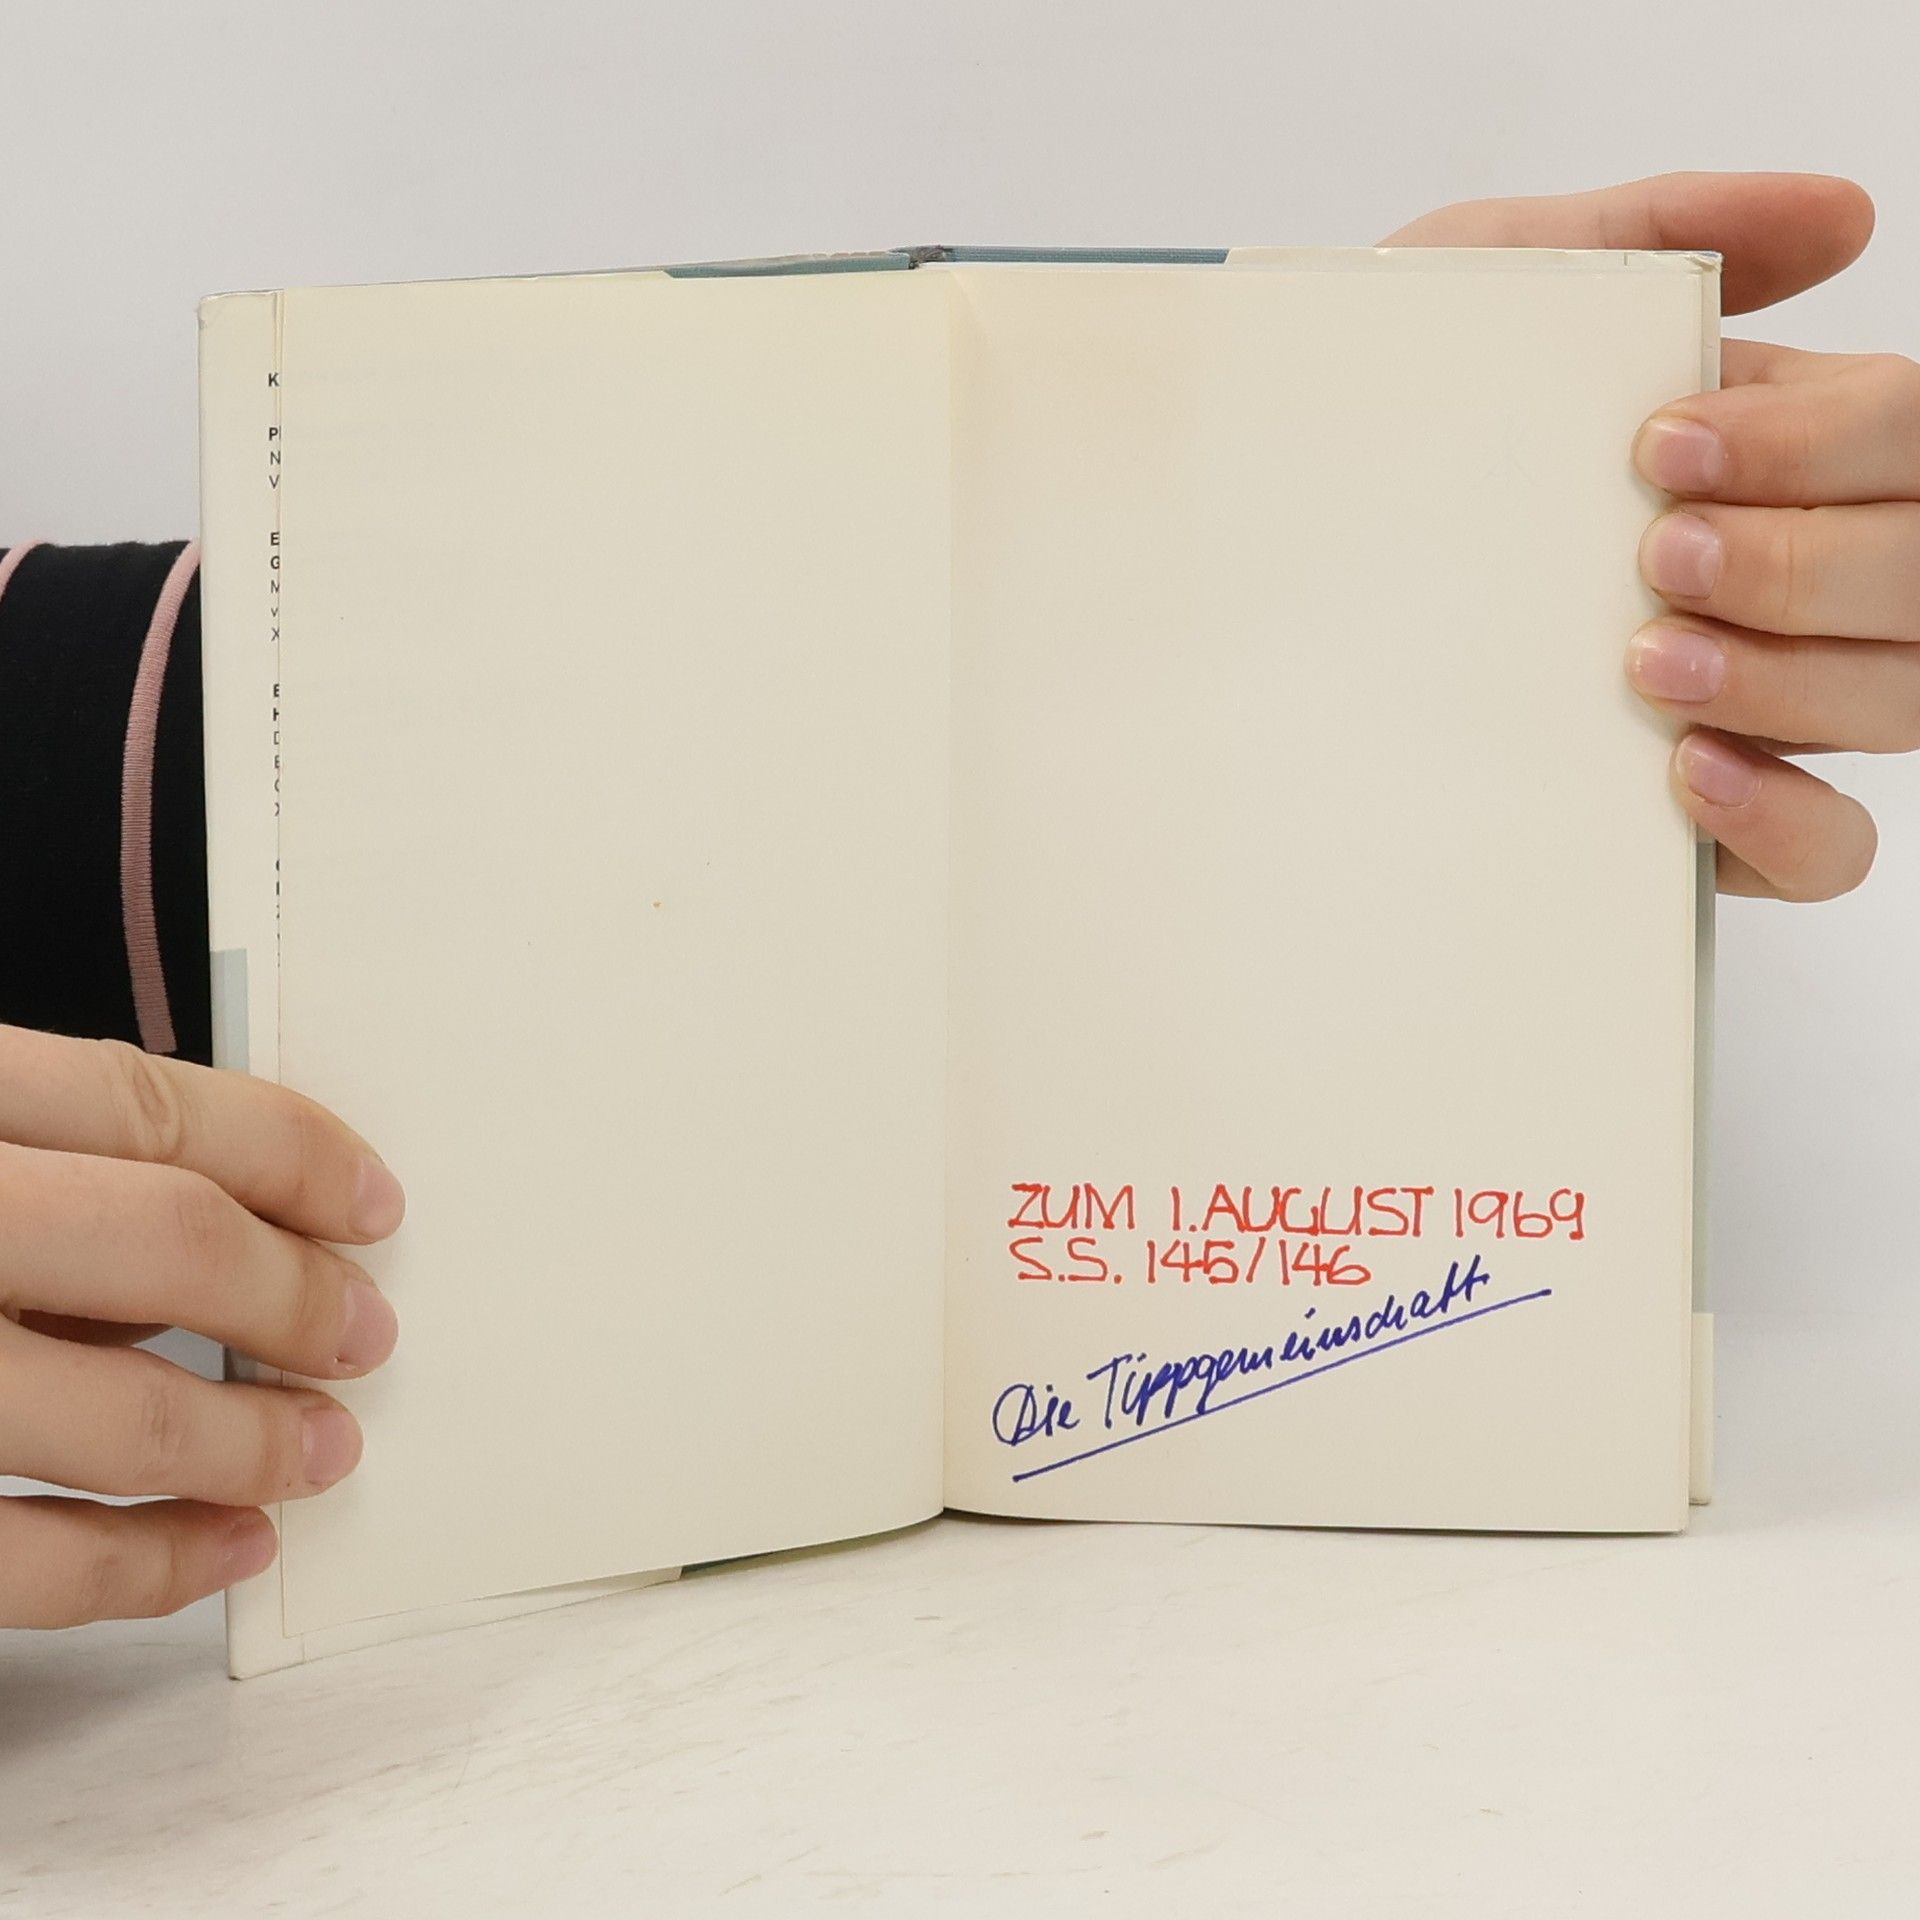 K
P
N
V
E
G
M
v
X
E
H
D
E
X
ZUM 1. AUGUST 1969
S.S. 145/146
Die Tippgemeinschaft